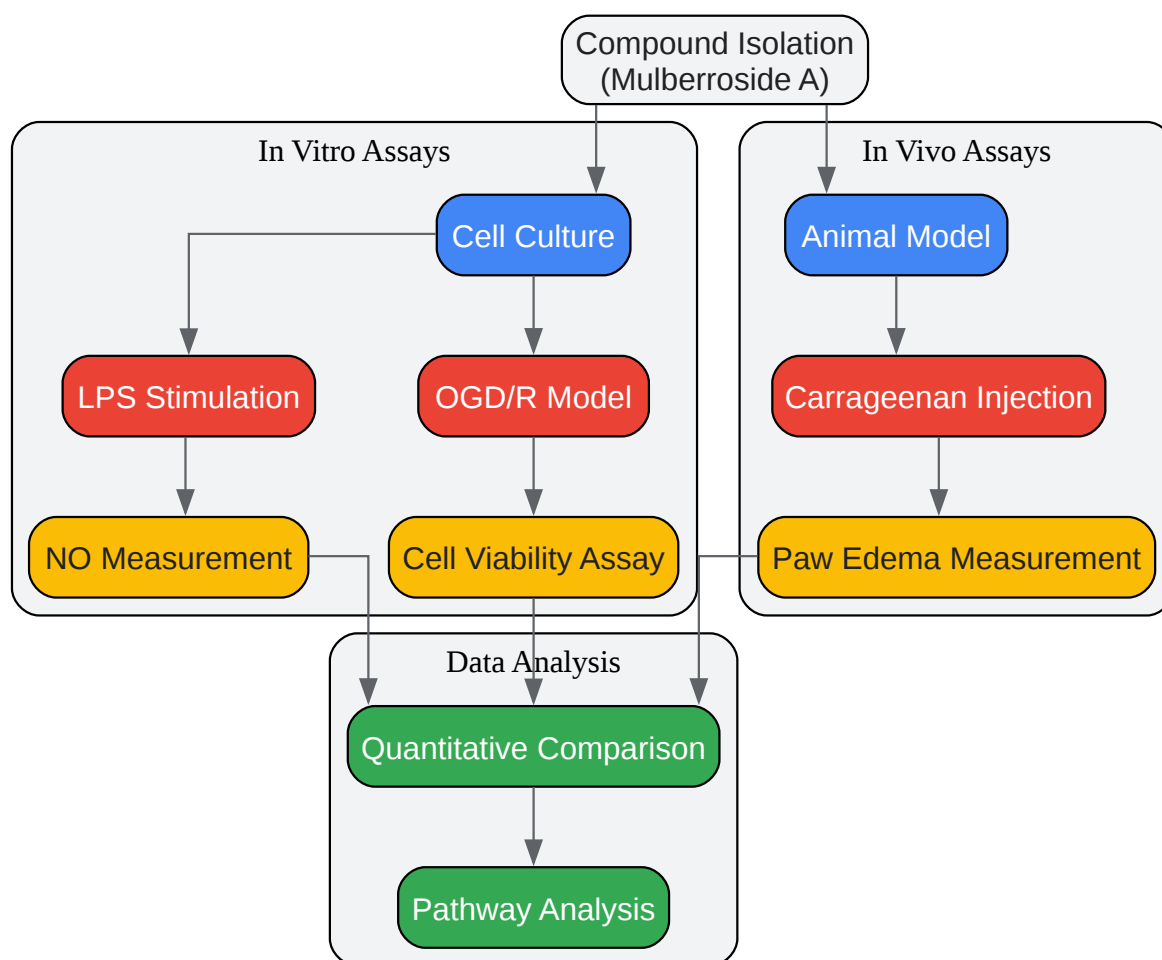 Compound Isolation
(Mulberroside A)
In Vitro Assays
In Vivo Assays
Cell Culture
Animal Model
LPS Stimulation
OGD/R Model
Carrageenan Injection
NO Measurement
Cell Viability Assay
Paw Edema Measurement
Data Analysis
Quantitative Comparison
Pathway Analysis